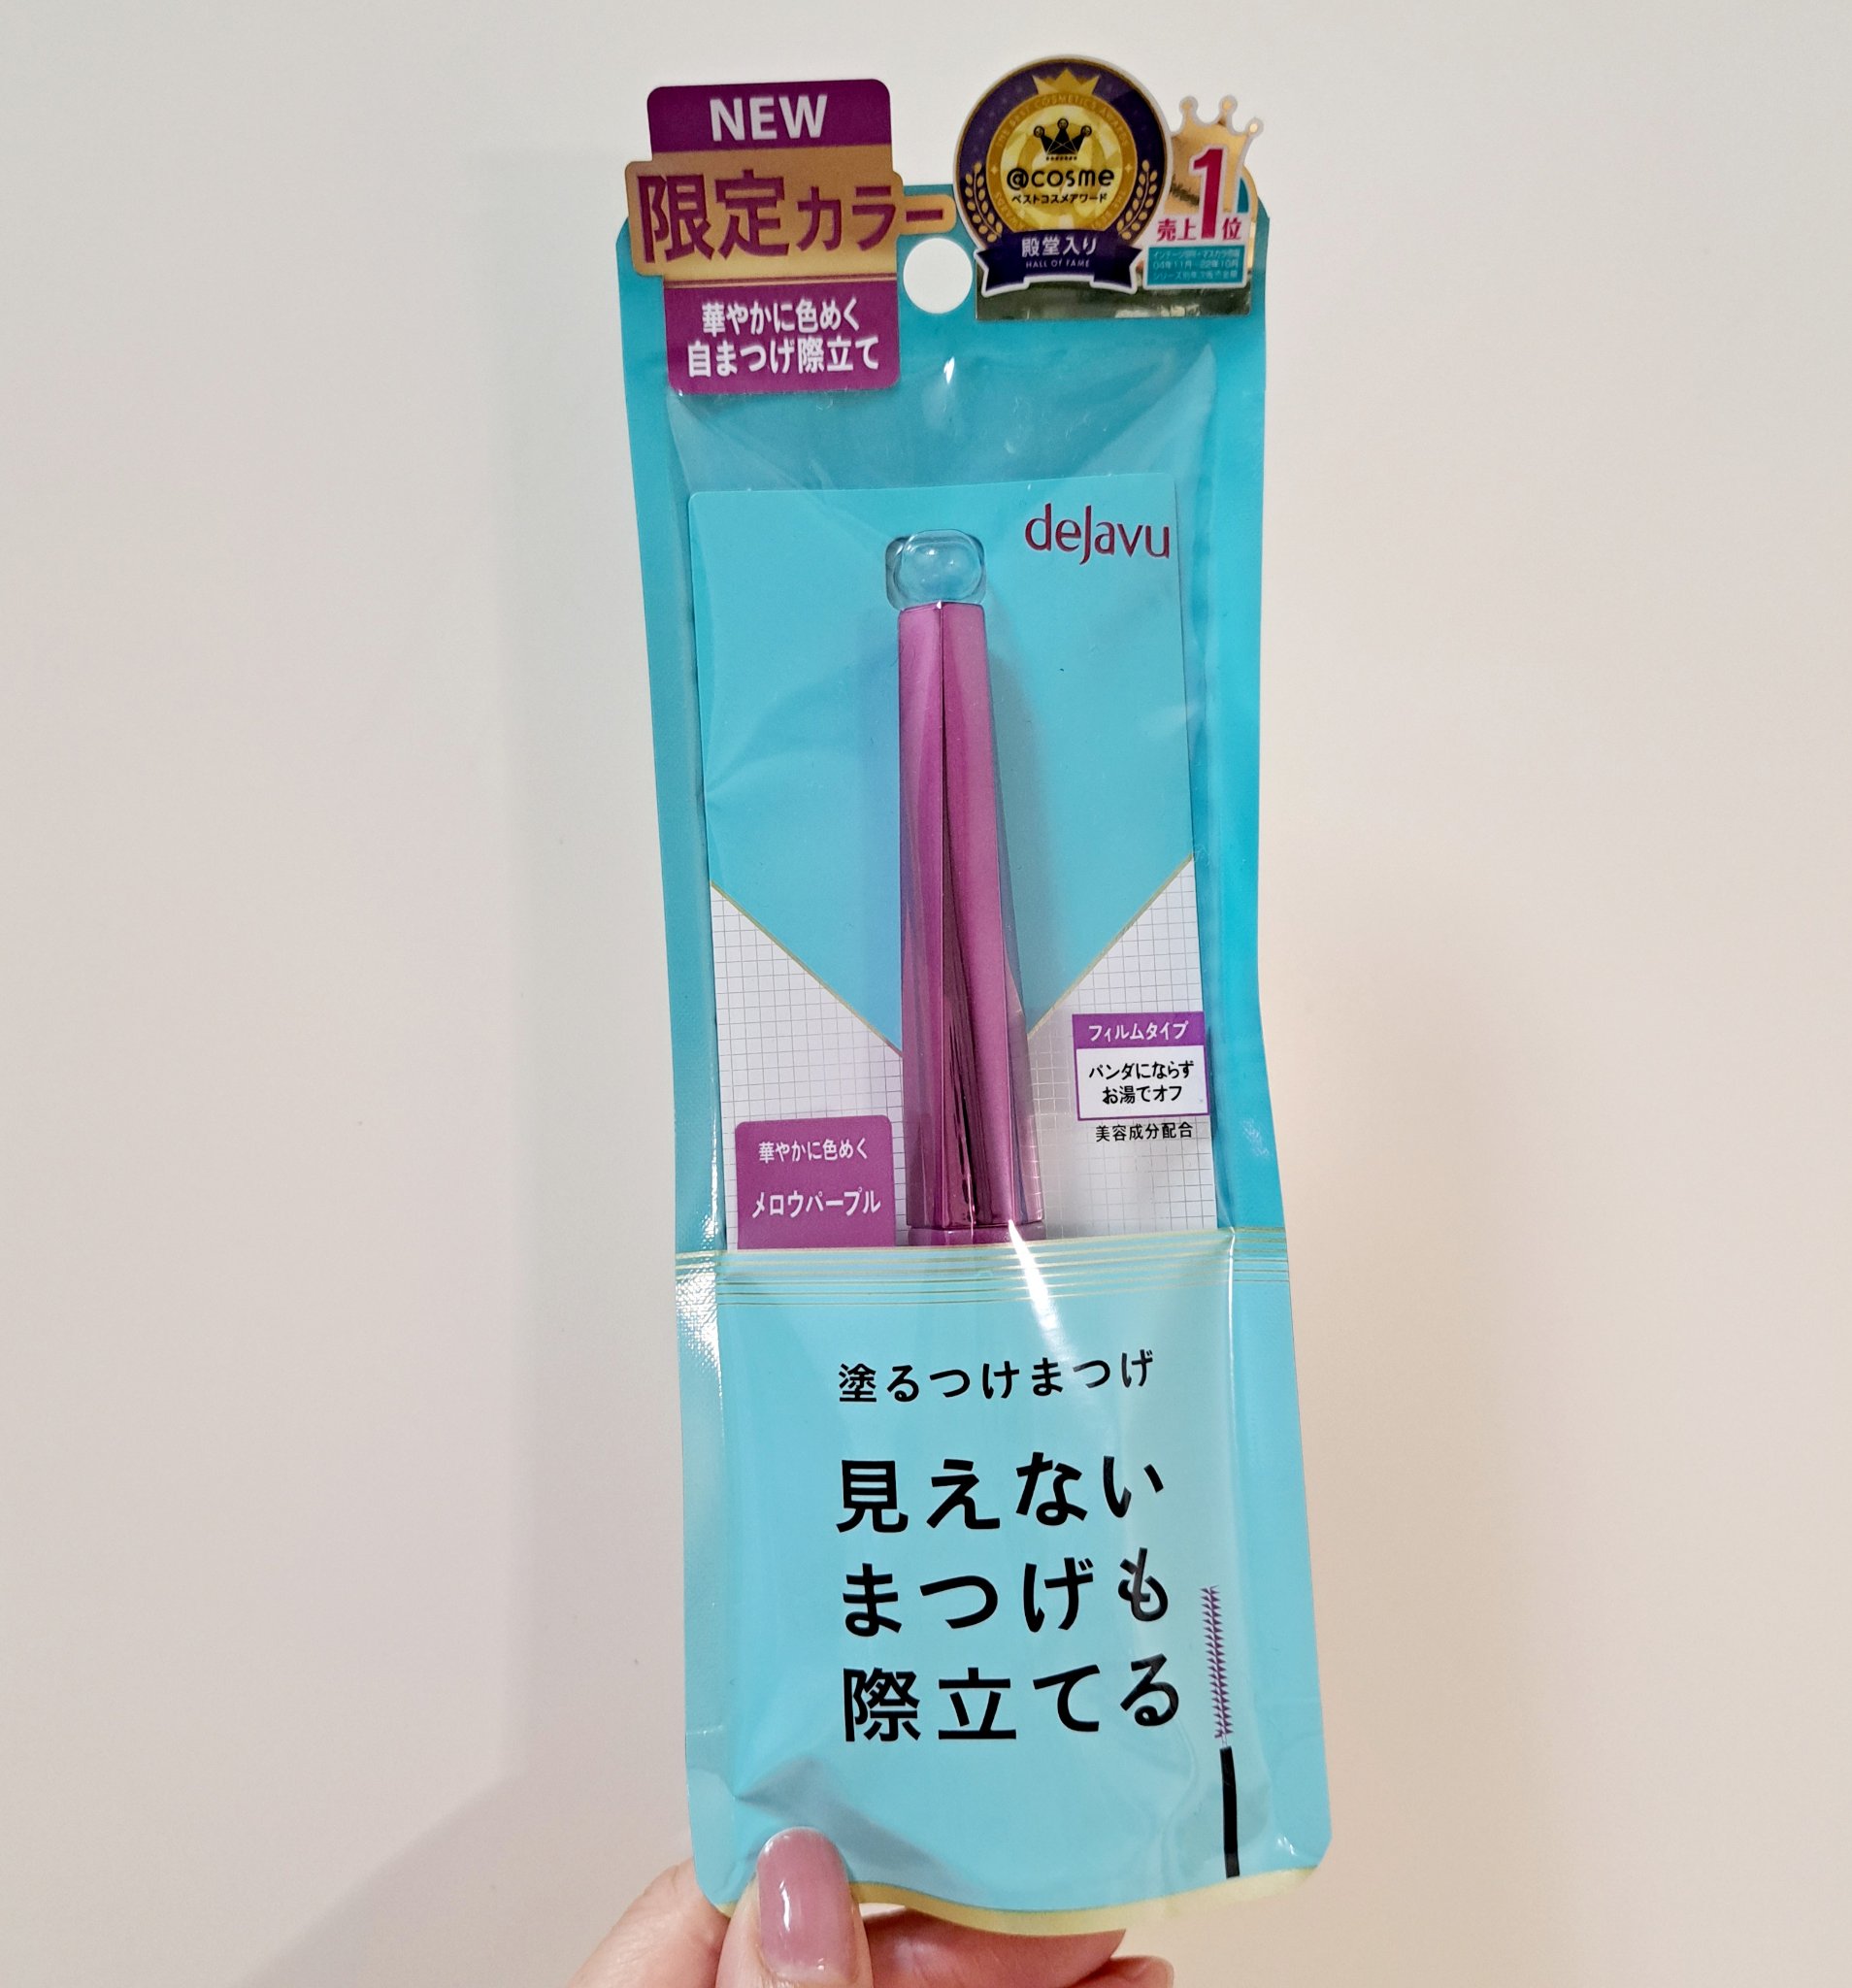 NEW
限定カラー
華やかに色めく
自まつげ際立て
THE BEST COSMETICS AWARDS
@cosme
ベストコスメアワード
殿堂入り
HALL OF FAME
売上1位
deJavu
フィルムタイプ
パンダにならず
お湯でオフ
美容成分配合
華やかに色めく
メロウパープル
塗るつけまつげ
見えない
まつげも
際立てる